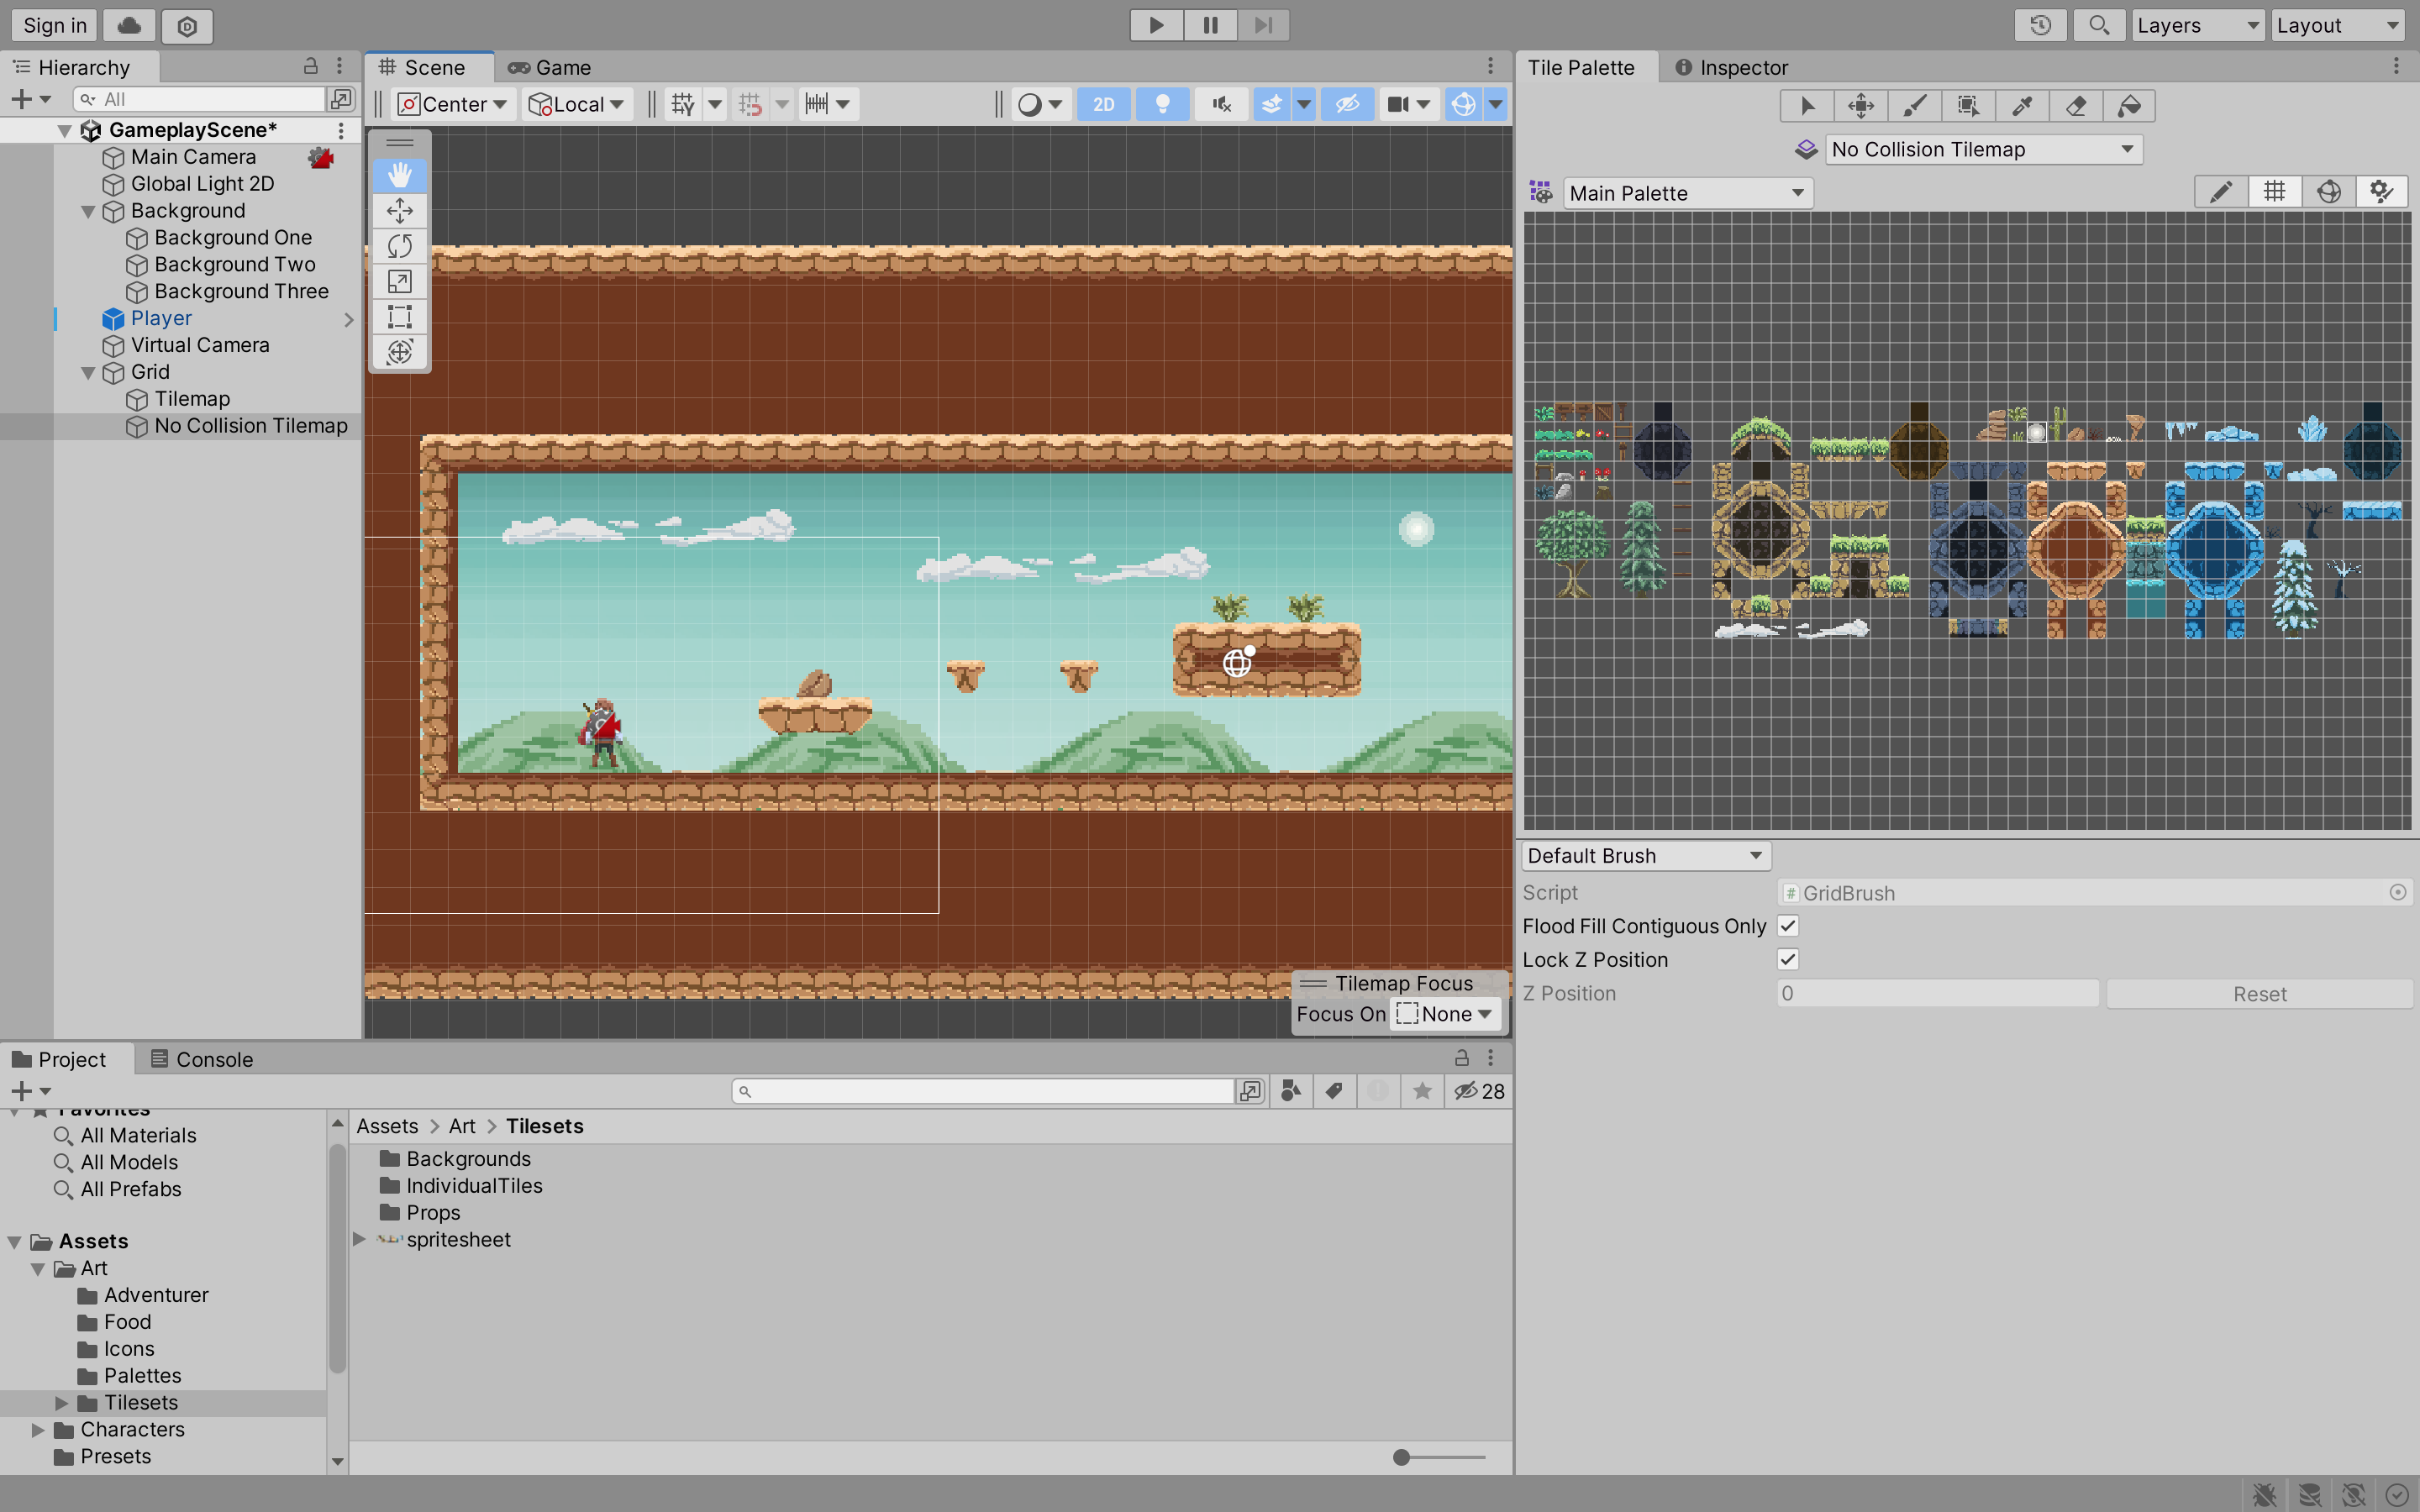 Sign in
Layers
Layout
Hierarchy
Scene
Game
Tile Palette
Inspector
All
Center
Local
2D
GameplayScene*
Main Camera
Global Light 2D
Background
Background One
Background Two
Background Three
Player
Virtual Camera
Grid
Tilemap
No Collision Tilemap
No Collision Tilemap
Main Palette
Tilemap Focus
Focus On
None
Default Brush
Script
# GridBrush
Flood Fill Contiguous Only
Lock Z Position
Z Position
0
Reset
Project
Console
28
Favorites
All Materials
All Models
All Prefabs
Assets
Art
Adventurer
Food
Icons
Palettes
Tilesets
Characters
Presets
Assets > Art > Tilesets
Backgrounds
IndividualTiles
Props
spritesheet